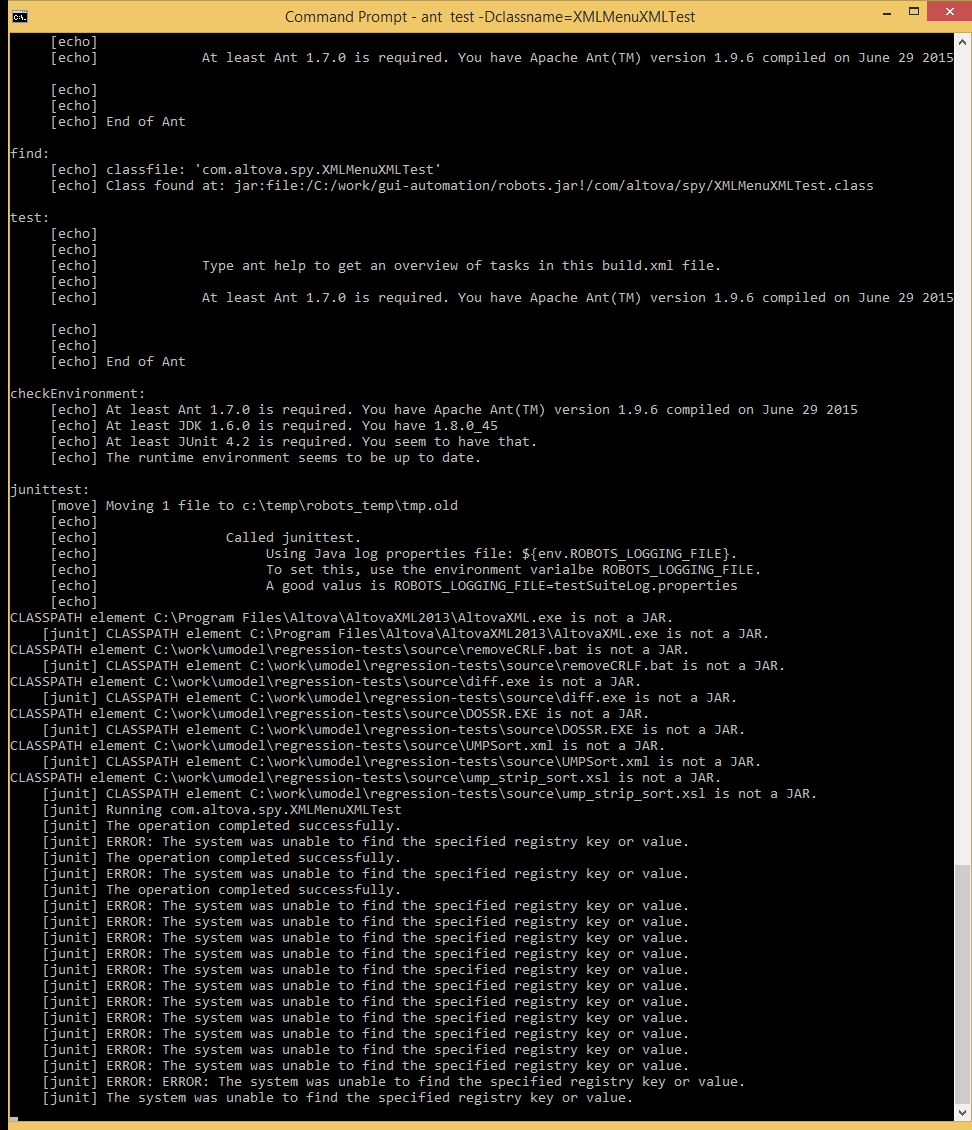 Command Prompt - ant  test -Dclassname=XMLMenuXMLTest
[echo]
[echo]             At least Ant 1.7.0 is required. You have Apache Ant(TM) version 1.9.6 compiled on June 29 2015
[echo]
[echo]
[echo] End of Ant
find:
[echo] classfile: 'com.altova.spy.XMLMenuXMLTest'
[echo] Class found at: jar:file:/C:/work/gui-automation/robots.jar!/com/altova/spy/XMLMenuXMLTest.class
test:
[echo]
[echo]
[echo]             Type ant help to get an overview of tasks in this build.xml file.
[echo]
[echo]             At least Ant 1.7.0 is required. You have Apache Ant(TM) version 1.9.6 compiled on June 29 2015
[echo]
[echo]
[echo] End of Ant
checkEnvironment:
[echo] At least Ant 1.7.0 is required. You have Apache Ant(TM) version 1.9.6 compiled on June 29 2015
[echo] At least JDK 1.6.0 is required. You have 1.8.0_45
[echo] At least JUnit 4.2 is required. You seem to have that.
[echo] The runtime environment seems to be up to date.
junittest:
[move] Moving 1 file to c:\temp\robots_temp\tmp.old
[echo]
[echo]                Called junittest.
[echo]                     Using Java log properties file: ${env.ROBOTS_LOGGING_FILE}.
[echo]                     To set this, use the environment varialbe ROBOTS_LOGGING_FILE.
[echo]                     A good valus is ROBOTS_LOGGING_FILE=testSuiteLog.properties
[echo]
CLASSPATH element C:\Program Files\Altova\AltovaXML2013\AltovaXML.exe is not a JAR.
[junit] CLASSPATH element C:\Program Files\Altova\AltovaXML2013\AltovaXML.exe is not a JAR.
CLASSPATH element C:\work\umodel\regression-tests\source\removeCRLF.bat is not a JAR.
[junit] CLASSPATH element C:\work\umodel\regression-tests\source\removeCRLF.bat is not a JAR.
CLASSPATH element C:\work\umodel\regression-tests\source\diff.exe is not a JAR.
[junit] CLASSPATH element C:\work\umodel\regression-tests\source\diff.exe is not a JAR.
CLASSPATH element C:\work\umodel\regression-tests\source\DOSSR.EXE is not a JAR.
[junit] CLASSPATH element C:\work\umodel\regression-tests\source\DOSSR.EXE is not a JAR.
CLASSPATH element C:\work\umodel\regression-tests\source\UMPSort.xml is not a JAR.
[junit] CLASSPATH element C:\work\umodel\regression-tests\source\UMPSort.xml is not a JAR.
CLASSPATH element C:\work\umodel\regression-tests\source\ump_strip_sort.xsl is not a JAR.
[junit] CLASSPATH element C:\work\umodel\regression-tests\source\ump_strip_sort.xsl is not a JAR.
[junit] Running com.altova.spy.XMLMenuXMLTest
[junit] The operation completed successfully.
[junit] ERROR: The system was unable to find the specified registry key or value.
[junit] The operation completed successfully.
[junit] ERROR: The system was unable to find the specified registry key or value.
[junit] The operation completed successfully.
[junit] ERROR: The system was unable to find the specified registry key or value.
[junit] ERROR: The system was unable to find the specified registry key or value.
[junit] ERROR: The system was unable to find the specified registry key or value.
[junit] ERROR: The system was unable to find the specified registry key or value.
[junit] ERROR: The system was unable to find the specified registry key or value.
[junit] ERROR: The system was unable to find the specified registry key or value.
[junit] ERROR: The system was unable to find the specified registry key or value.
[junit] ERROR: The system was unable to find the specified registry key or value.
[junit] ERROR: The system was unable to find the specified registry key or value.
[junit] ERROR: The system was unable to find the specified registry key or value.
[junit] ERROR: The system was unable to find the specified registry key or value.
[junit] ERROR: ERROR: The system was unable to find the specified registry key or value.
[junit] The system was unable to find the specified registry key or value.